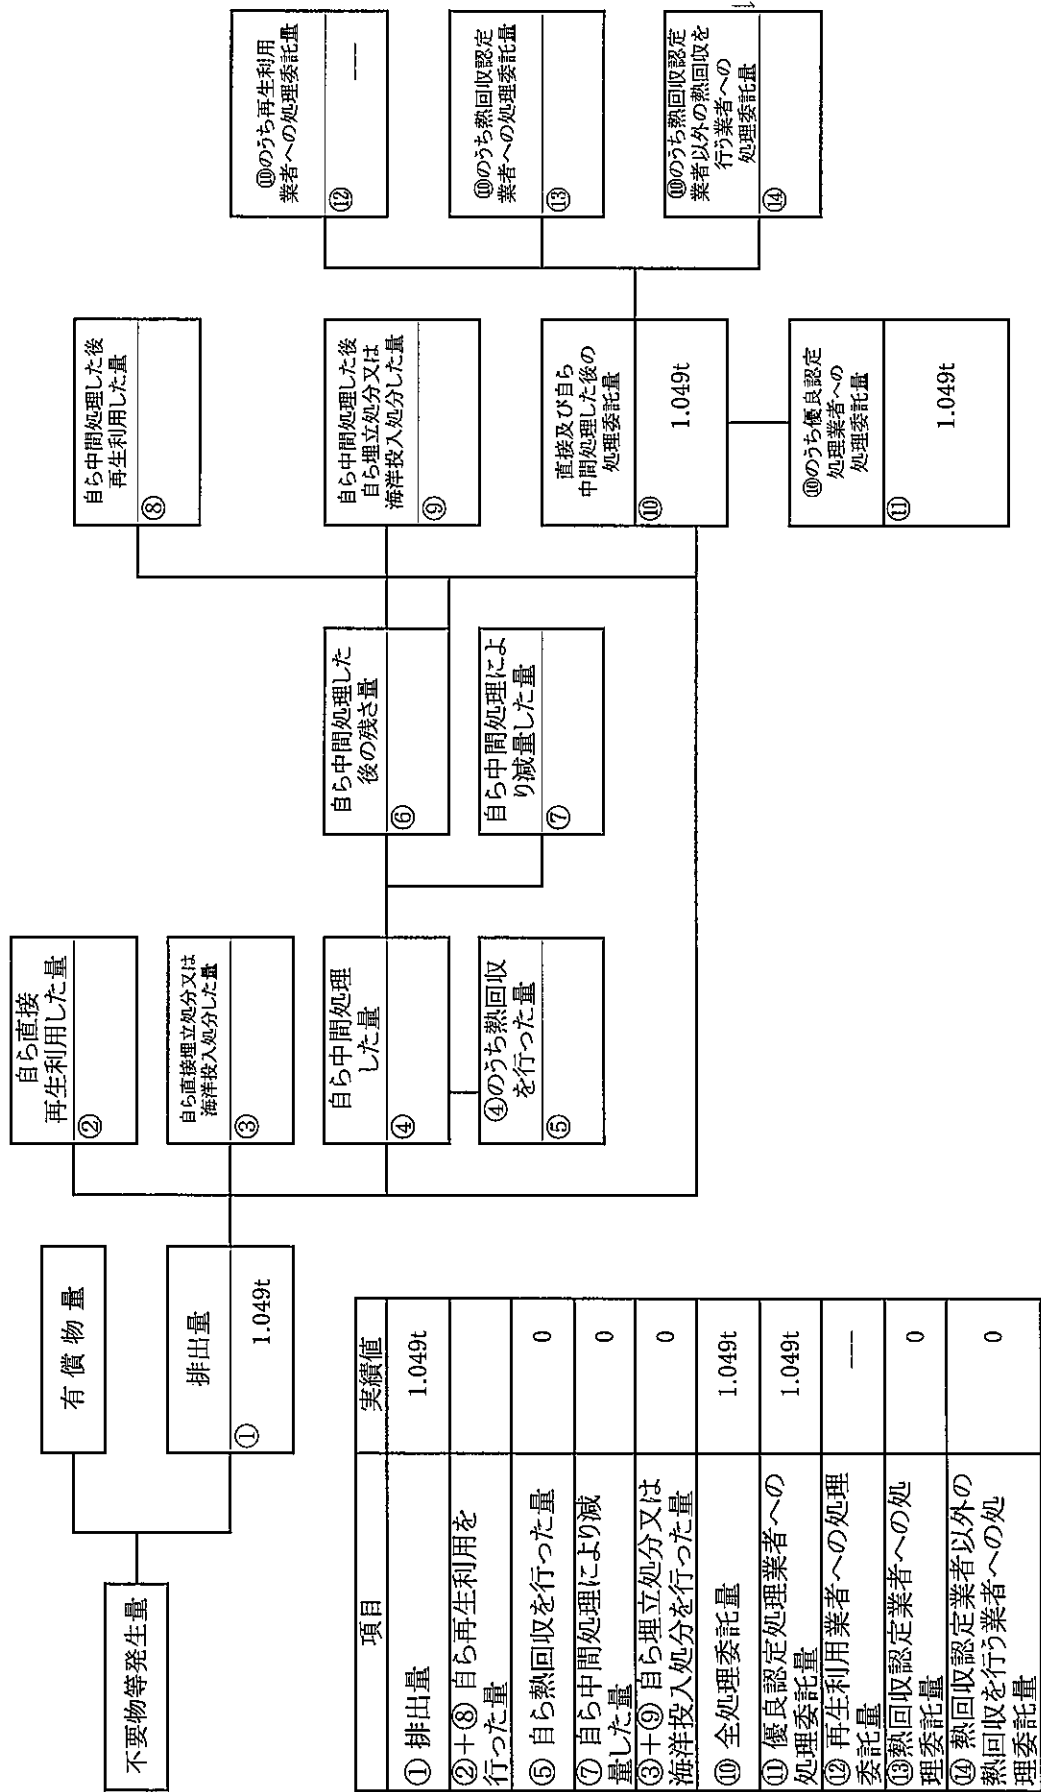 不要物等発生量
有償物量
排出量
①
1.049t
自ら直接
再生利用した量
②
自ら直接埋立処分又は
海洋投入処分した量
③
自ら中間処理
した量
④
④のうち熱回収
を行った量
⑤
自ら中間処理した
後の残さ量
⑥
自ら中間処理によ
り減量した量
⑦
自ら中間処理した後
再生利用した量
⑧
自ら中間処理した後
自ら埋立処分又は
海洋投入処分した量
⑨
直接及び自ら
中間処理した後の
処理委託量
⑩
1.049t
⑩のうち優良認定
処理業者への
処理委託量
⑪
1.049t
⑩のうち再生利用
業者への処理委託量
⑫
---
⑩のうち熱回収認定
業者への処理委託量
⑬
⑩のうち熱回収認定
業者以外の熱回収を
行う業者への
処理委託量
⑭
項目 実績値
① 排出量 1.049t
②+⑧ 自ら再生利用を
行った量
⑤ 自ら熱回収を行った量 0
⑦ 自ら中間処理により減
量した量 0
③+⑨ 自ら埋立処分又は
海洋投入処分を行った量 0
⑩ 全処理委託量 1.049t
⑪ 優良認定処理業者への
処理委託量 1.049t
⑫ 再生利用業者への処理
委託量 ---
⑬熱回収認定業者への処
理委託量 0
⑭ 熱回収認定業者以外の
熱回収を行う業者への処
理委託量 0